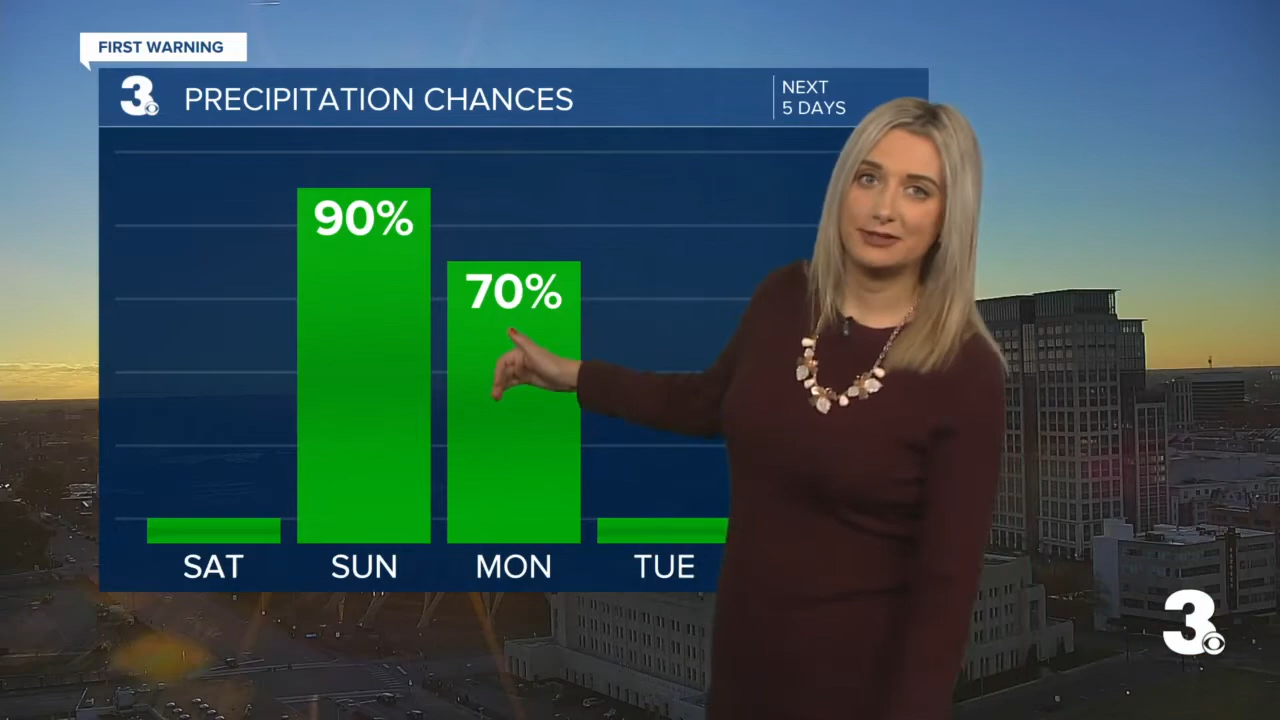 FIRST WARNING
3
PRECIPITATION CHANCES
NEXT
5 DAYS
90%
70%
SAT
SUN
MON
TUE
3